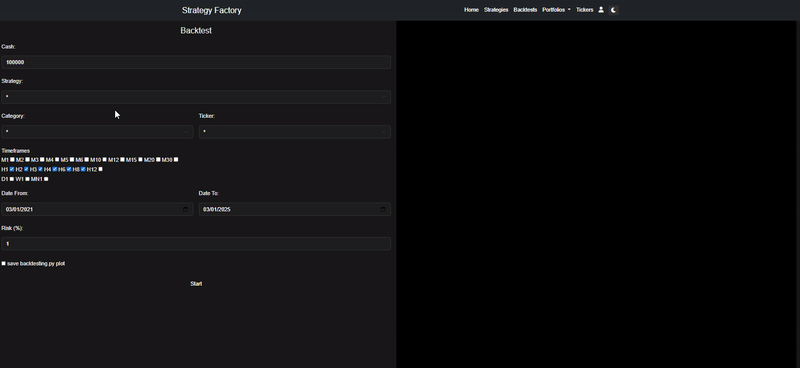 Strategy Factory
Home Strategies Backtests Portfolios Tickers
Backtest
Cash:
100000
Strategy:
*
Category: Ticker:
* *
Timeframes
M1 M2 M3 M4 M5 M6 M10 M12 M15 M20 M30
H1 H2 H3 H4 H6 H8 H12
D1 W1 MN1
Date From: Date To:
03/01/2021 03/01/2025
Risk (%):
1
save backtesting.py plot
Start